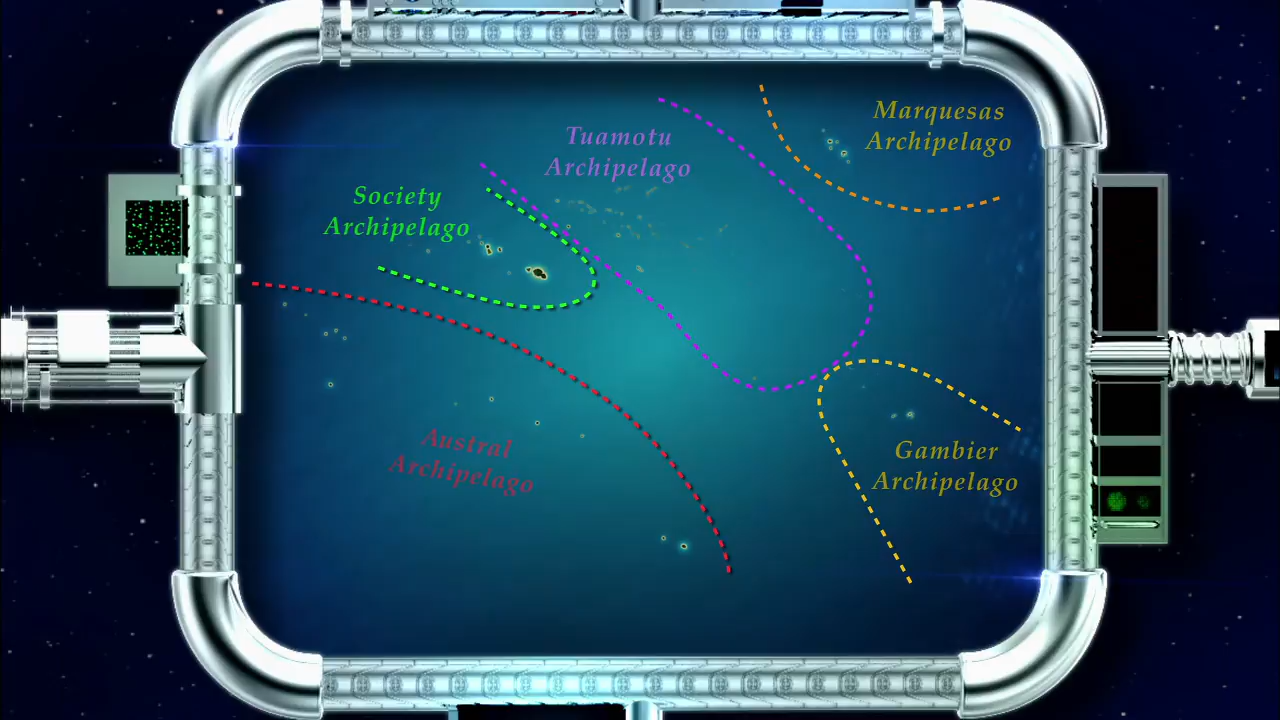 Marquesas
Archipelago
Tuamotu
Archipelago
Society
Archipelago
Austral
Archipelago
Gambier
Archipelago